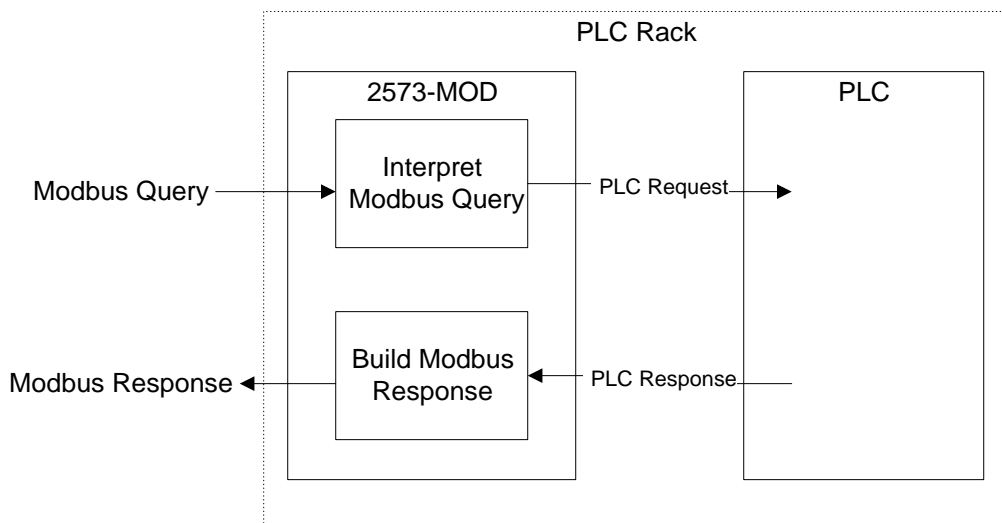 PLC Rack
2573-MOD
PLC
Interpret
Modbus Query
Modbus Query
PLC Request
Build Modbus
Response
Modbus Response
PLC Response